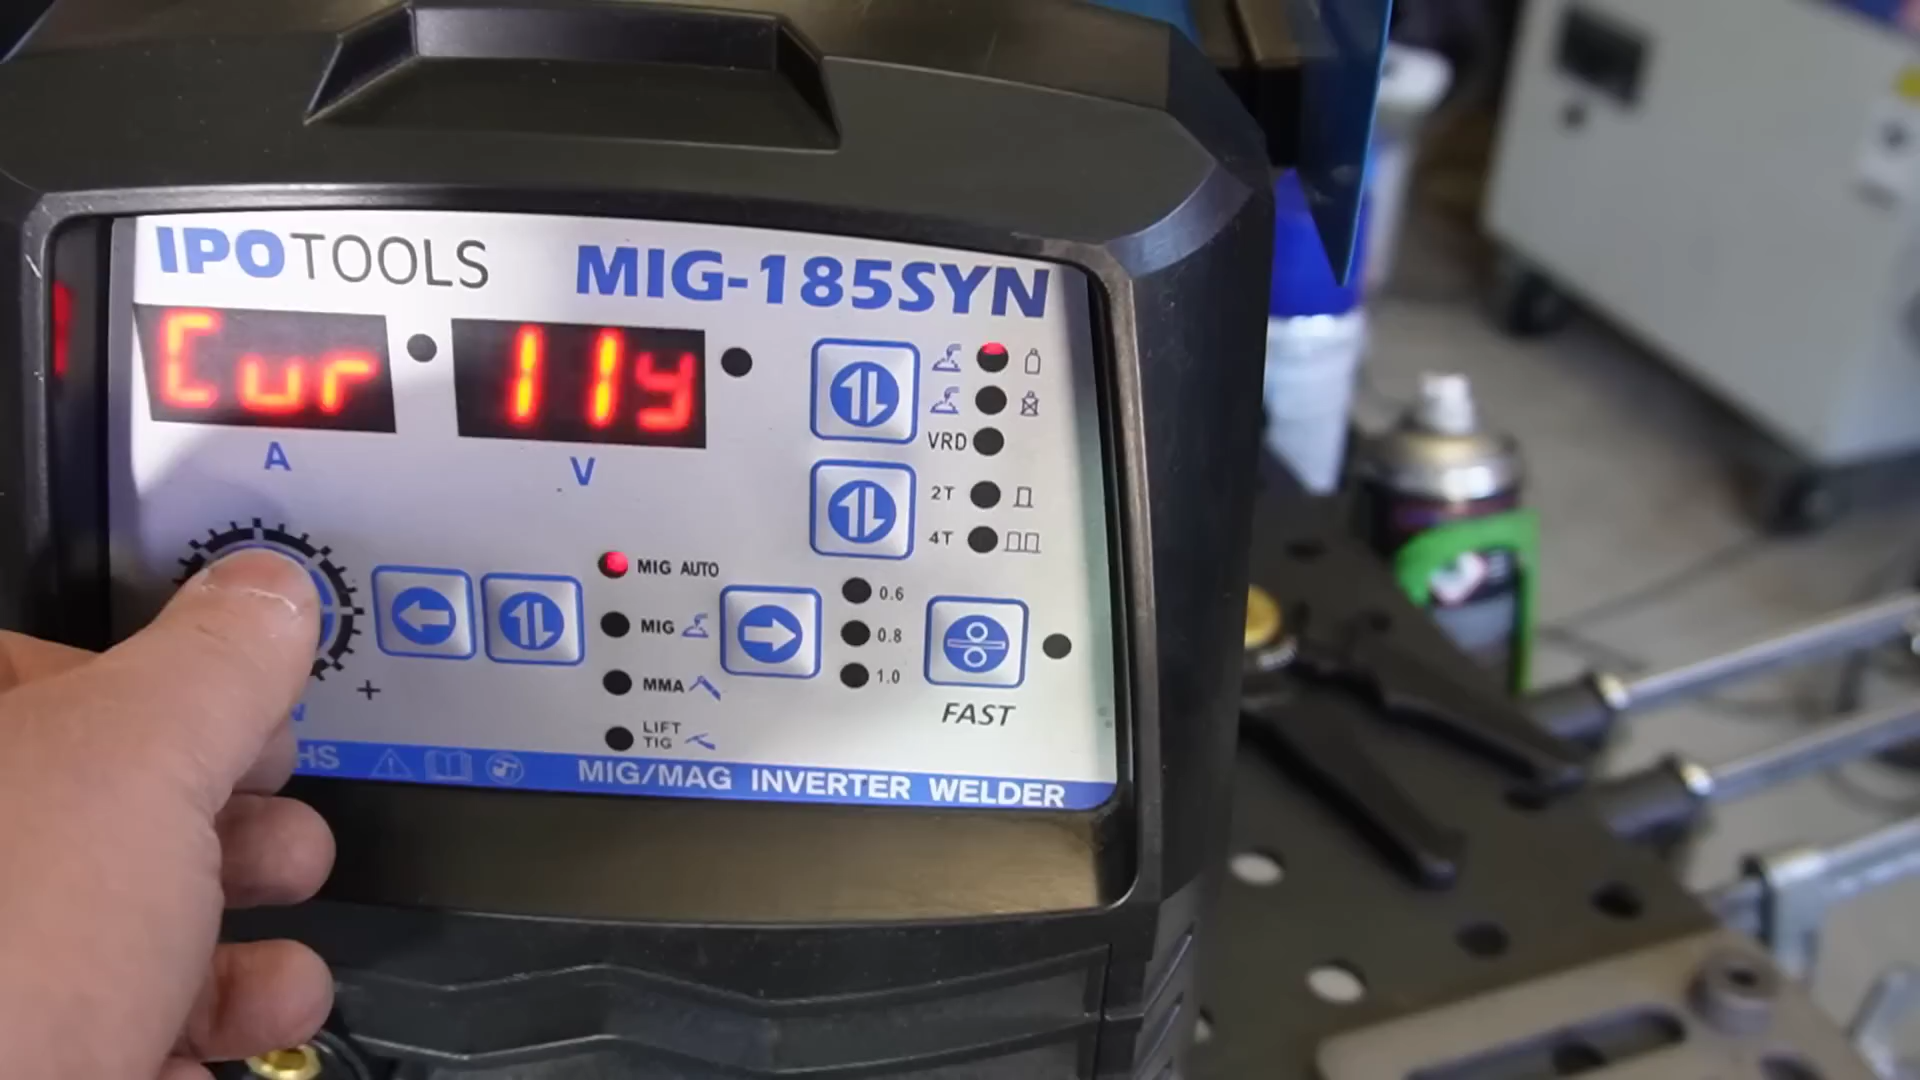 IPOTOOLS MIG-185SYN
Cur 11y
A V
VRD
2T
4T
MIG AUTO
MIG
MMA
LIFT
TIG
0.6
0.8
1.0
FAST
+
HS
MIG/MAG INVERTER WELDER